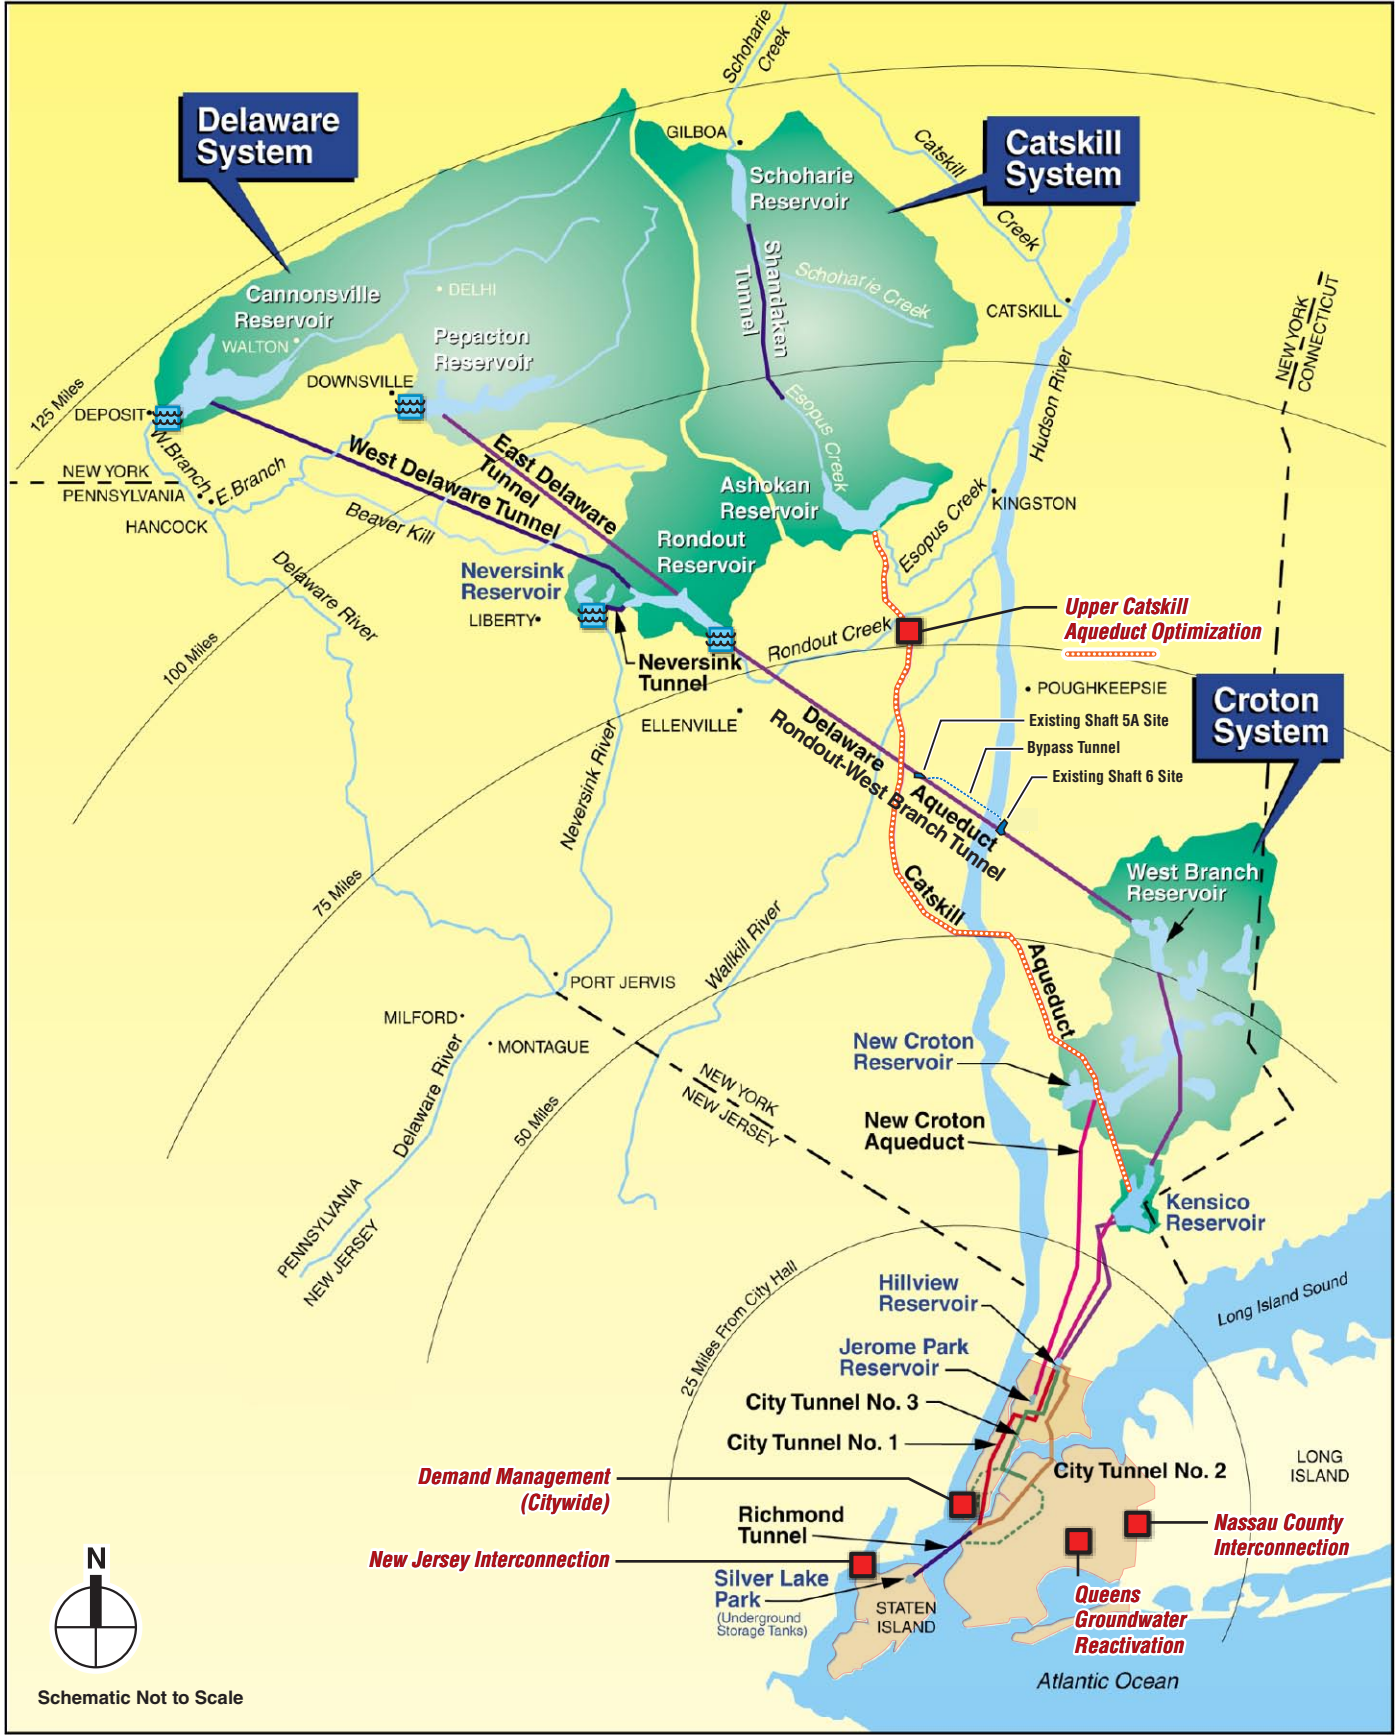 Schoharie
Creek
Delaware
System
GILBOA
Catskill
System
Catskill
Creek
Schoharie
Reservoir
Shandaken
Tunnel
Schoharie Creek
Cannonsville
Reservoir
DELHI
WALTON
Pepacton
Reservoir
CATSKILL
NEW YORK
CONNECTICUT
125 Miles
DOWNSVILLE
DEPOSIT
Hudson River
Esopus Creek
W.Branch
E.Branch
NEW YORK
PENNSYLVANIA
HANCOCK
West Delaware Tunnel
East Delaware
Tunnel
Beaver Kill
Ashokan
Reservoir
Esopus Creek
KINGSTON
Rondout
Reservoir
Delaware River
Neversink
Reservoir
LIBERTY
Upper Catskill
Aqueduct Optimization
Rondout Creek
100 Miles
Neversink
Tunnel
POUGHKEEPSIE
Croton
System
ELLENVILLE
Existing Shaft 5A Site
Bypass Tunnel
Existing Shaft 6 Site
Delaware
Aqueduct
Rondout-West Branch Tunnel
Neversink River
75 Miles
Catskill
Aqueduct
West Branch
Reservoir
Wallkill River
PORT JERVIS
MILFORD
MONTAGUE
Delaware River
New Croton
Reservoir
NEW YORK
NEW JERSEY
50 Miles
New Croton
Aqueduct
PENNSYLVANIA
NEW JERSEY
Kensico
Reservoir
25 Miles From City Hall
Hillview
Reservoir
Long Island Sound
Jerome Park
Reservoir
City Tunnel No. 3
City Tunnel No. 1
City Tunnel No. 2
LONG
ISLAND
Demand Management
(Citywide)
Richmond
Tunnel
Nassau County
Interconnection
New Jersey Interconnection
Silver Lake
Park
(Underground
Storage Tanks)
STATEN
ISLAND
Queens
Groundwater
Reactivation
Atlantic Ocean
N
Schematic Not to Scale